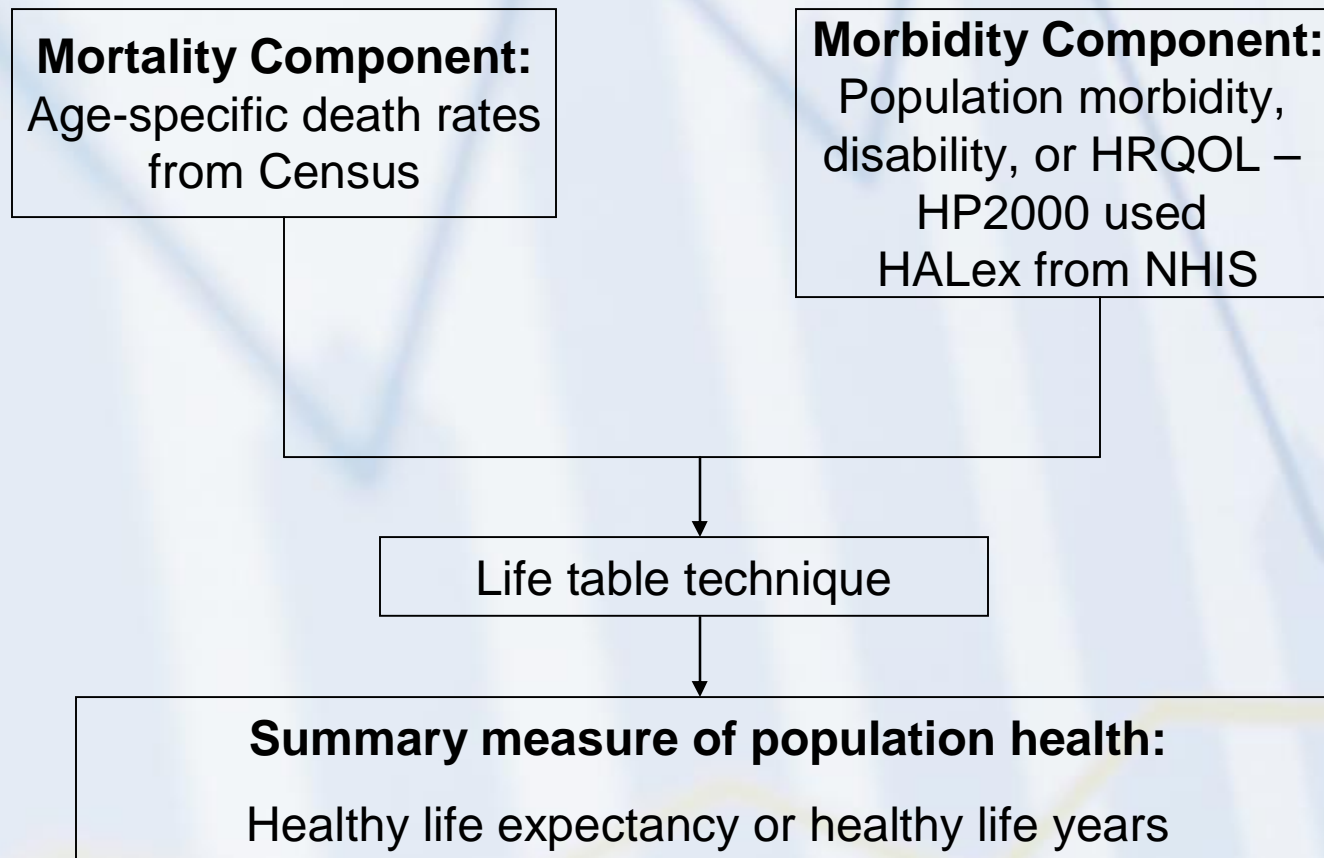 Mortality Component:
Age-specific death rates
from Census
Morbidity Component:
Population morbidity,
disability, or HRQOL –
HP2000 used
HALex from NHIS
Life table technique
Summary measure of population health:
Healthy life expectancy or healthy life years